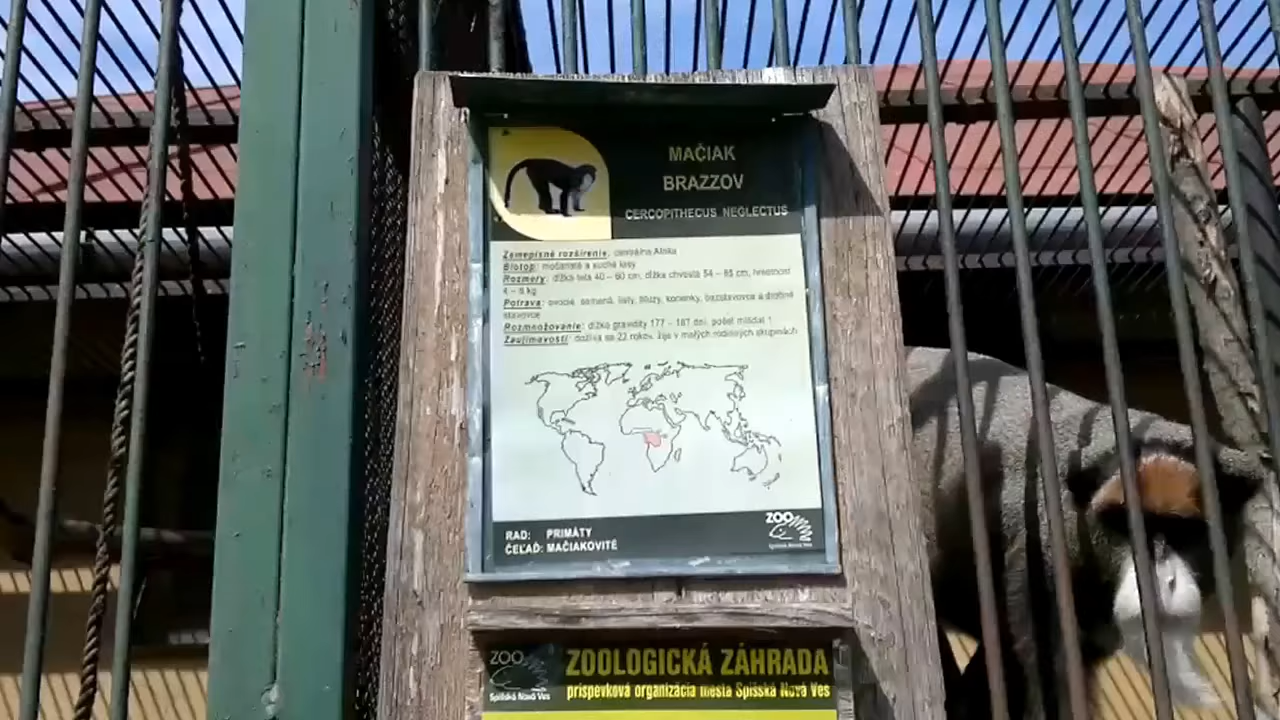 MAČIAK
BRAZZOV
CERCOPITHECUS NEGLECTUS
Zemepisné rozšírenie: centrálna Afrika
Biotop: močaristé a suché lesy
Rozmery: dĺžka tela 40 – 60 cm, dĺžka chvosta 54 – 85 cm, hmotnosť
4 – 8 kg
Potrava: ovocie, semená, listy, hľuzy, korienky, bezstavovce a drobné
stavovce
Rozmnožovanie: dĺžka gravidity 177 – 187 dní, počet mláďat 1
Zaujímavosti: dožíva sa 22 rokov, žije v malých rodinných skupinách
RAD: PRIMÁTY
ČEĽAĎ: MAČIAKOVITÉ
ZOO
Spišská Nová Ves
ZOO
Spišská Nová Ves
ZOOLOGICKÁ ZÁHRADA
príspevková organizácia mesta Spišská Nová Ves